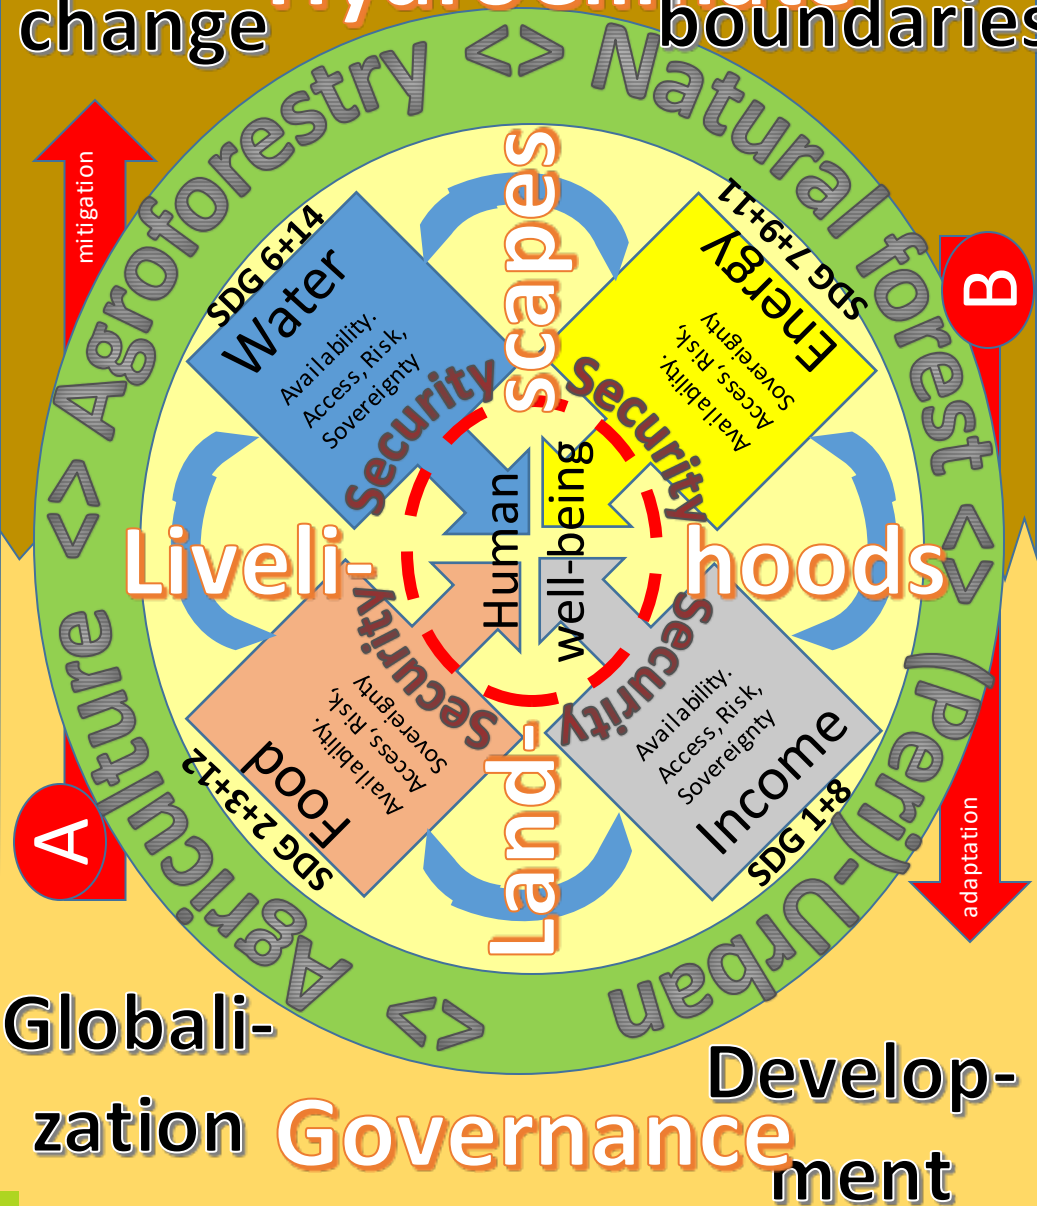 HydroClimate
change
boundaries
Agroforestry <> Natural forest <> (Peri)-Urban <> Agriculture <>
mitigation
B
scapes
SDG 6+14
Water
Availability.
Access, Risk,
Sovereignty
Security
SDG 7+9+11
Energy
Availability.
Access, Risk,
Sovereignty
Security
Human
well-being
Liveli-
hoods
Security
Availability.
Access, Risk,
Sovereignty
Food
SDG 2+3+12
Security
Availability.
Access, Risk,
Sovereignty
Income
SDG 1+8
Land-
A
adaptation
Globali-
zation
Governance
Develop-
ment